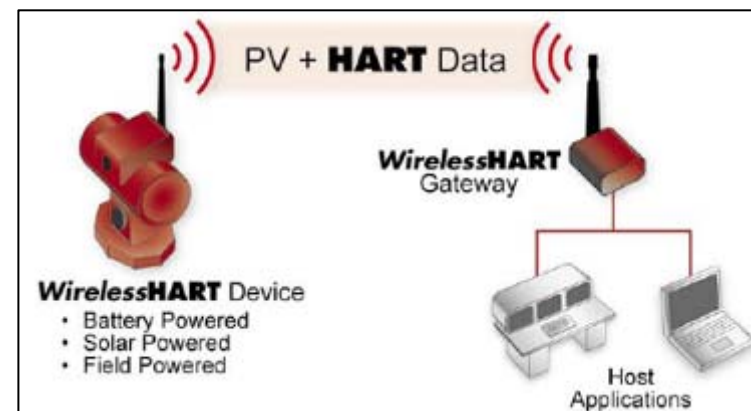 PV + HART Data
WirelessHART
Gateway
WirelessHART Device
• Battery Powered
• Solar Powered
• Field Powered
Host
Applications